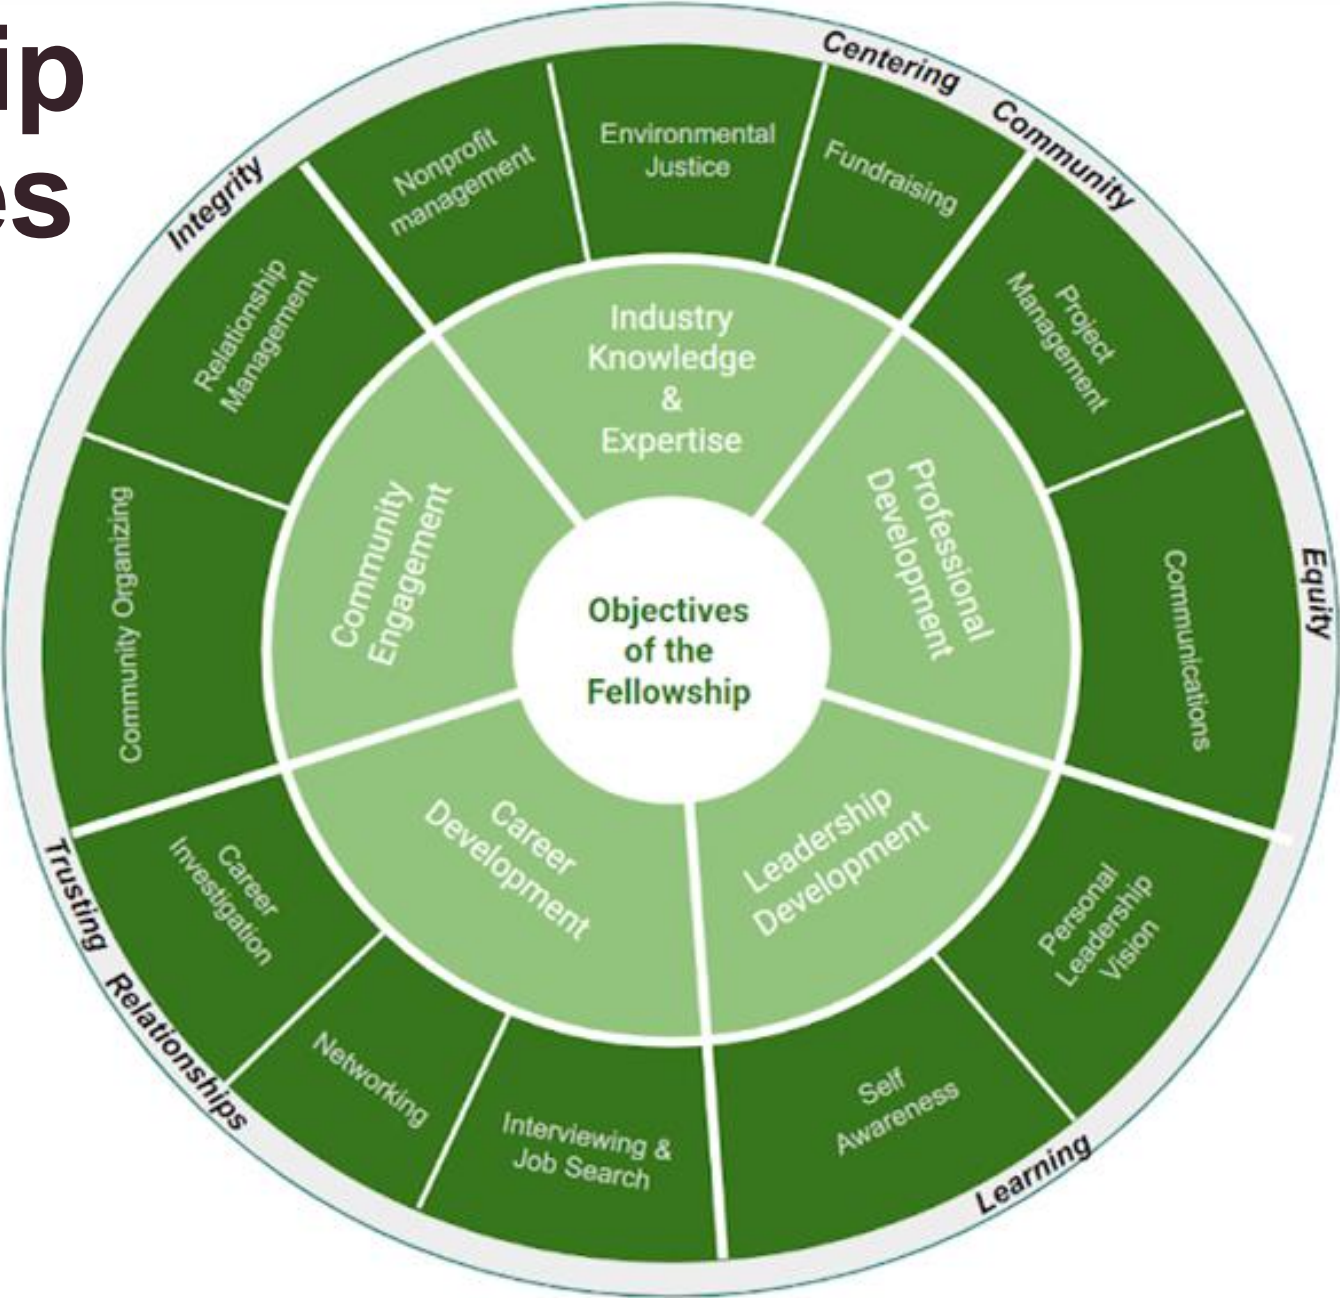 ip
es
Centering Community
Integrity
Equity
Trusting Relationships
Learning
Nonprofit
management
Environmental
Justice
Fundraising
Project
Management
Communications
Personal
Leadership
Vision
Self
Awareness
Interviewing &
Job Search
Networking
Career
Investigation
Community Organizing
Relationship
Management
Industry
Knowledge
&
Expertise
Professional
Development
Leadership
Development
Career
Development
Community
Engagement
Objectives
of the
Fellowship